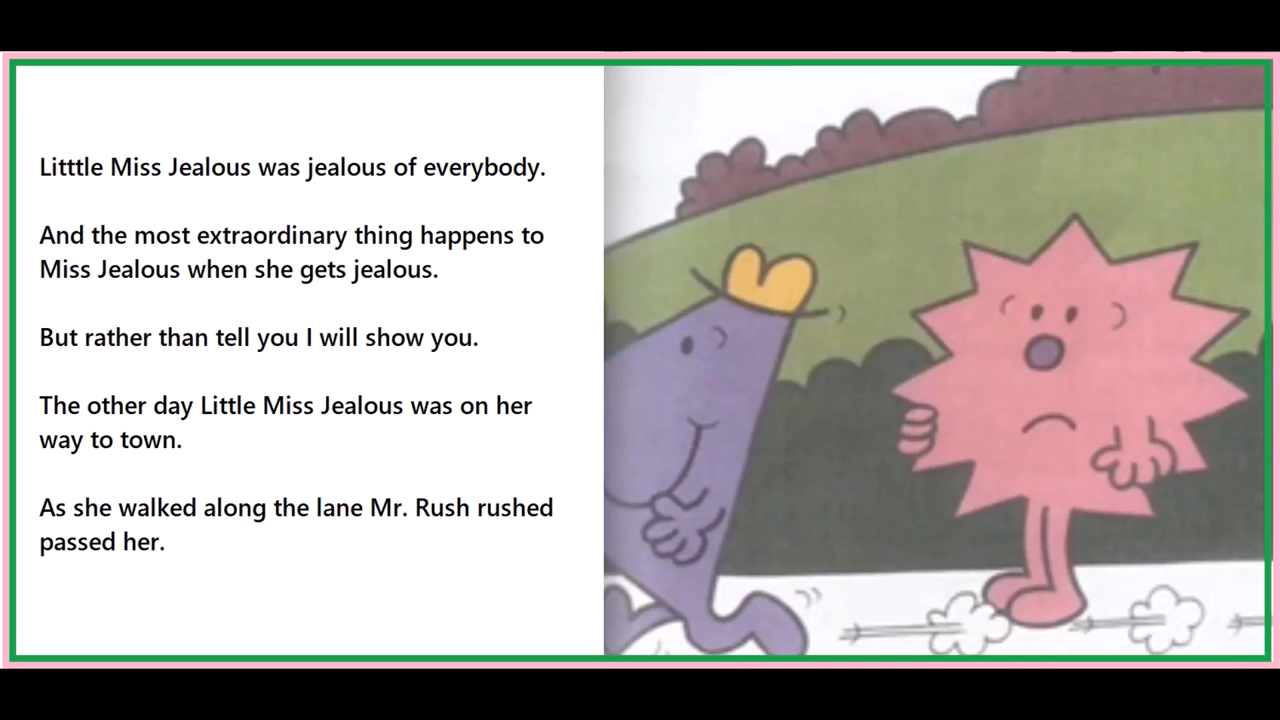 Litttle Miss Jealous was jealous of everybody.
And the most extraordinary thing happens to
Miss Jealous when she gets jealous.
But rather than tell you I will show you.
The other day Little Miss Jealous was on her
way to town.
As she walked along the lane Mr. Rush rushed
passed her.